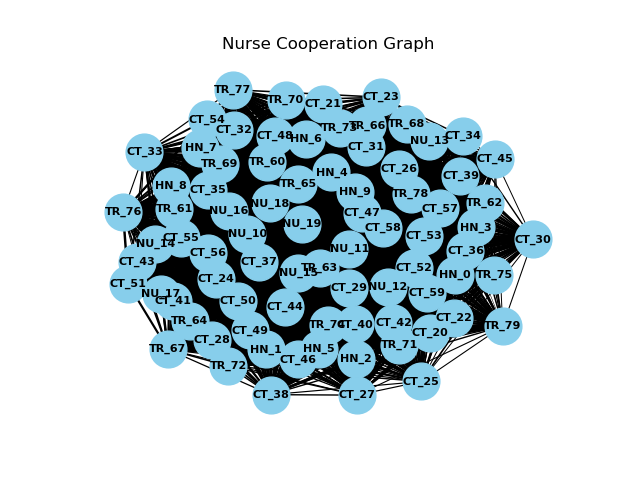 Nurse Cooperation Graph
TR_77
TR_70
CT_21
CT_23
CT_54
CT_32
CT_48
HN_6
TR_73
TR_66
TR_68
NU_13
CT_34
CT_33
HN_7
TR_69
TR_60
CT_31
CT_45
HN_8
CT_35
TR_65
HN_4
CT_26
CT_39
HN_9
TR_78
TR_76
TR_61
NU_16
NU_18
CT_47
CT_57
TR_62
NU_14
CT_55
NU_10
NU_19
CT_58
CT_53
HN_3
CT_30
CT_43
CT_56
CT_37
NU_11
CT_36
CT_51
CT_24
NU_15
TR_63
CT_52
HN_0
TR_75
NU_17
CT_41
CT_50
CT_44
CT_29
NU_12
CT_59
TR_64
CT_49
CT_40
CT_42
CT_22
CT_20
TR_79
TR_67
CT_28
HN_1
HN_5
TR_71
TR_72
CT_46
HN_2
CT_38
CT_27
CT_25